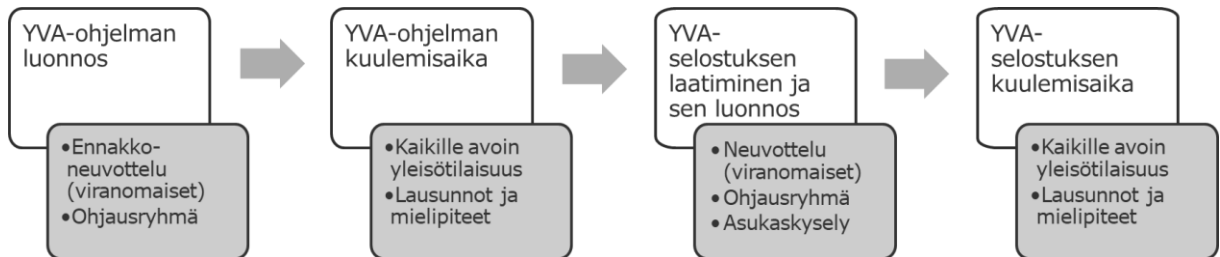 YVA-ohjelman
luonnos
•Ennakko-
neuvottelu
(viranomaiset)
•Ohjausryhmä
YVA-ohjelman
kuulemisaika
•Kaikille avoin
yleisötilaisuus
•Lausunnot ja
mielipiteet
YVA-
selostuksen
laatiminen ja
sen luonnos
•Neuvottelu
(viranomaiset)
•Ohjausryhmä
•Asukaskysely
YVA-
selostuksen
kuulemisaika
•Kaikille avoin
yleisötilaisuus
•Lausunnot ja
mielipiteet